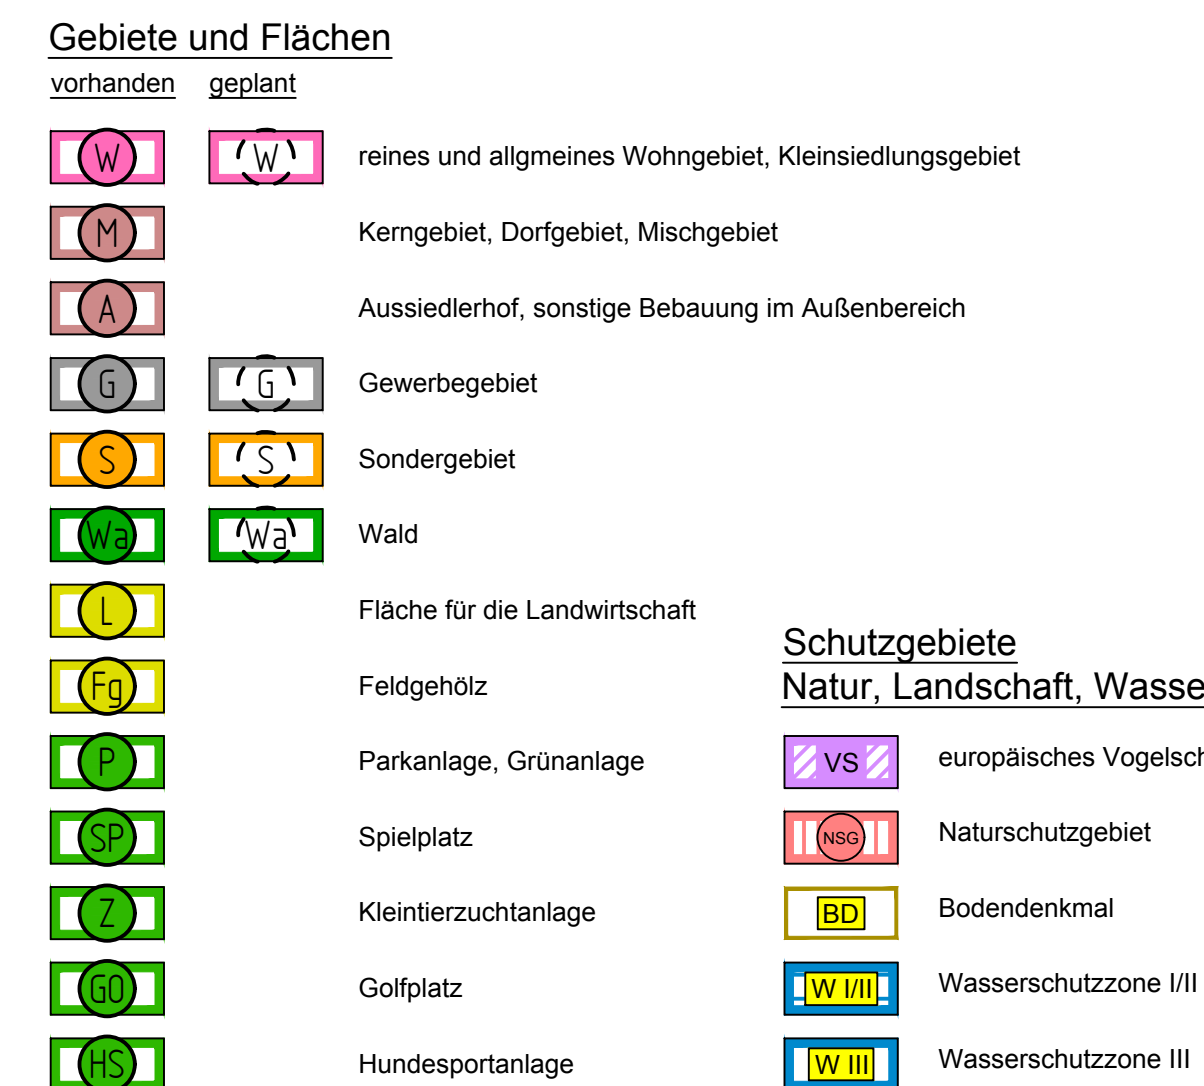 Gebiete und Flächen
vorhanden geplant
W W reines und allgmeines Wohngebiet, Kleinsiedlungsgebiet
M Kerngebiet, Dorfgebiet, Mischgebiet
A Aussiedlerhof, sonstige Bebauung im Außenbereich
G G Gewerbegebiet
S S Sondergebiet
Wa Wa Wald
L Fläche für die Landwirtschaft
Fg Feldgehölz
P Parkanlage, Grünanlage
SP Spielplatz
Z Kleintierzuchtanlage
GO Golfplatz
HS Hundesportanlage
Schutzgebiete
Natur, Landschaft, Wasse
VS europäisches Vogelsch
NSG Naturschutzgebiet
BD Bodendenkmal
W I/II Wasserschutzzone I/II
W III Wasserschutzzone III